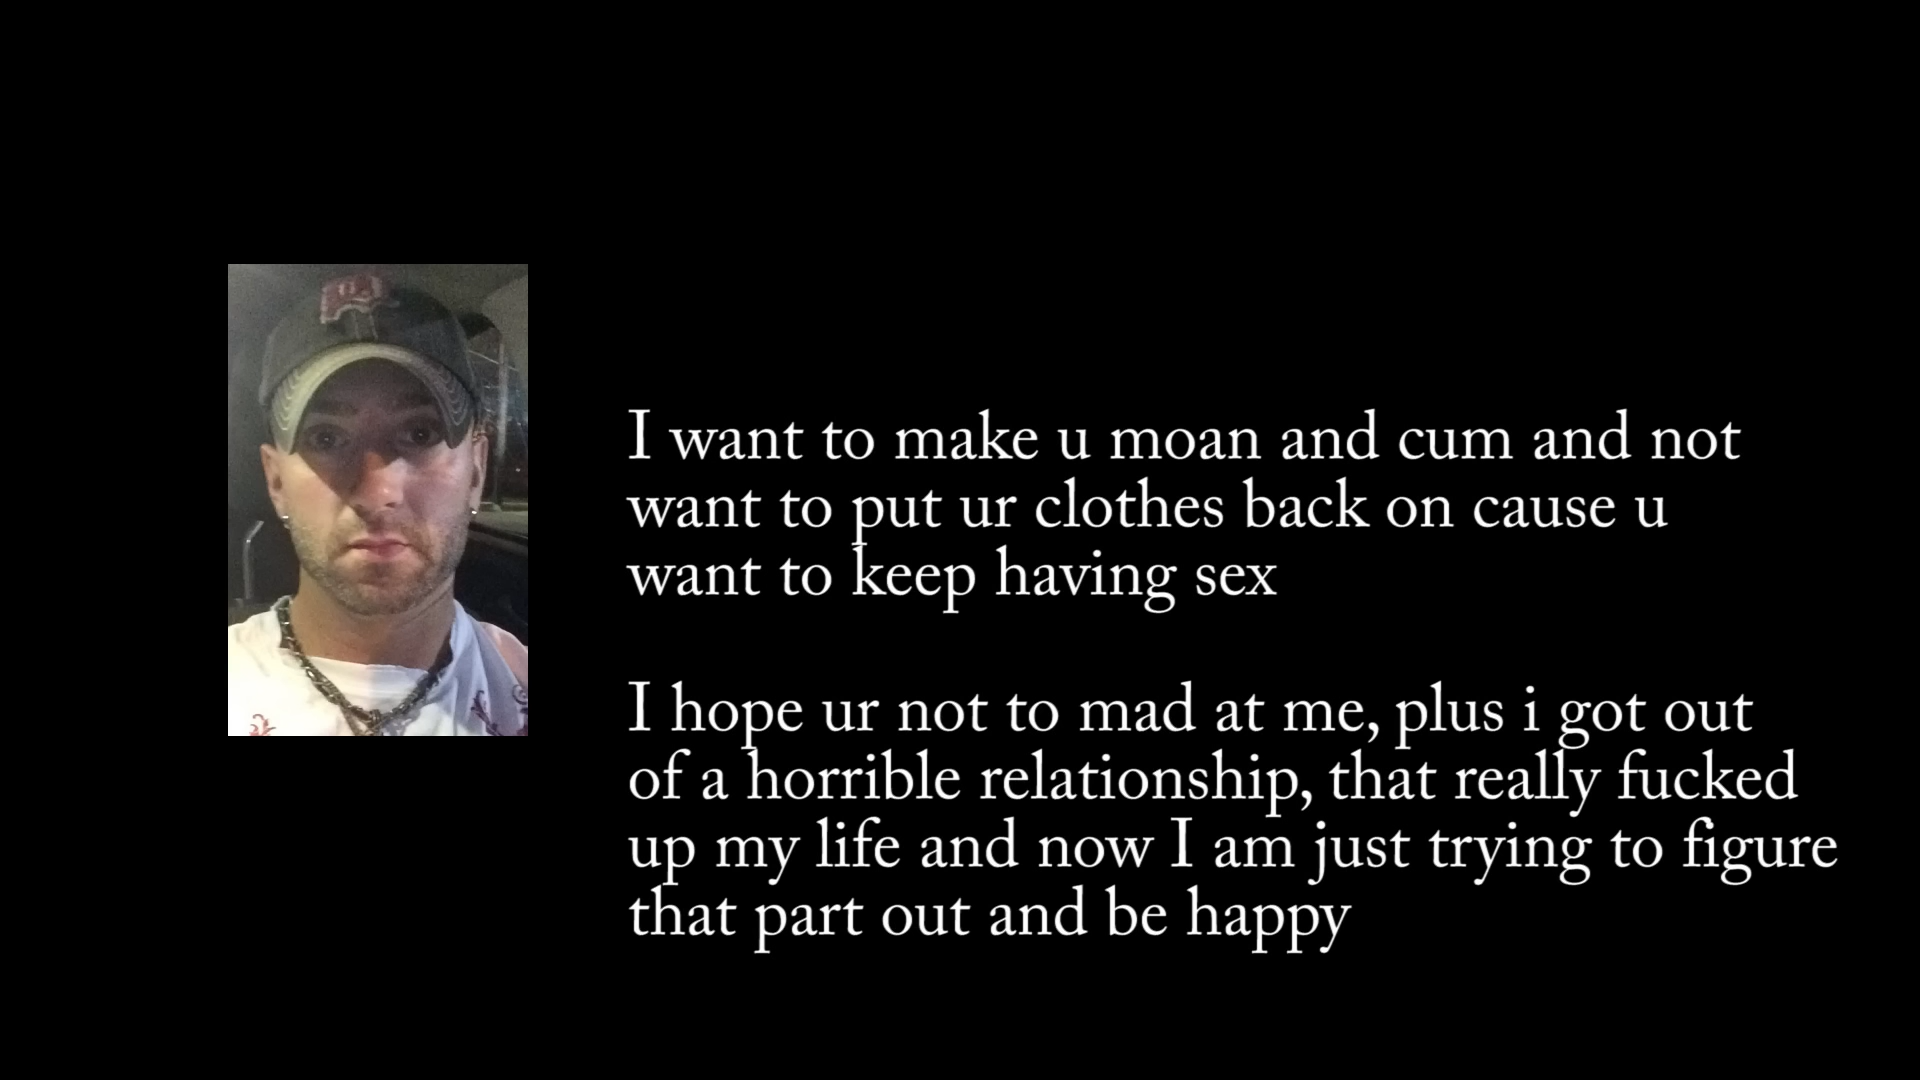 I want to make u moan and cum and not
want to put ur clothes back on cause u
want to keep having sex
I hope ur not to mad at me, plus i got out
of a horrible relationship, that really fucked
up my life and now I am just trying to figure
that part out and be happy